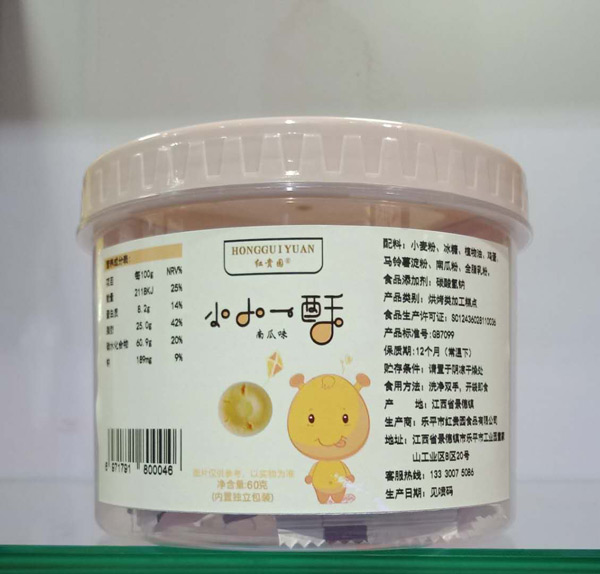 营养成分表
项目 每100g NRV%
能量 2118KJ 25%
蛋白质 8.2g 14%
脂肪 25.0g 42%
碳水化合物 60.9g 20%
钠 189mg 9%
6 971791 800046
HONGGUIYUAN
红贵园®
小小一酥
南瓜味
图片仅供参考，以实物为准
净含量:60克
(内置独立包装)
配料：小麦粉、冰糖、植物油、鸡蛋、
马铃薯淀粉、南瓜粉、全脂乳粉、
食品添加剂：碳酸氢钠
产品类别：烘烤类加工糕点
食品生产许可证：SC12436028110006
产品标准号:GB7099
保质期:12个月（常温下）
贮存条件：请置于阴凉干燥处
食用方法：洗净双手，开袋即食
产 地：江西省景德镇
生产商：乐平市红贵园食品有限公司
地址：江西省景德镇市乐平市工业园塔
山工业区B区20号
客服热线：133 3007 5086
生产日期：见喷码